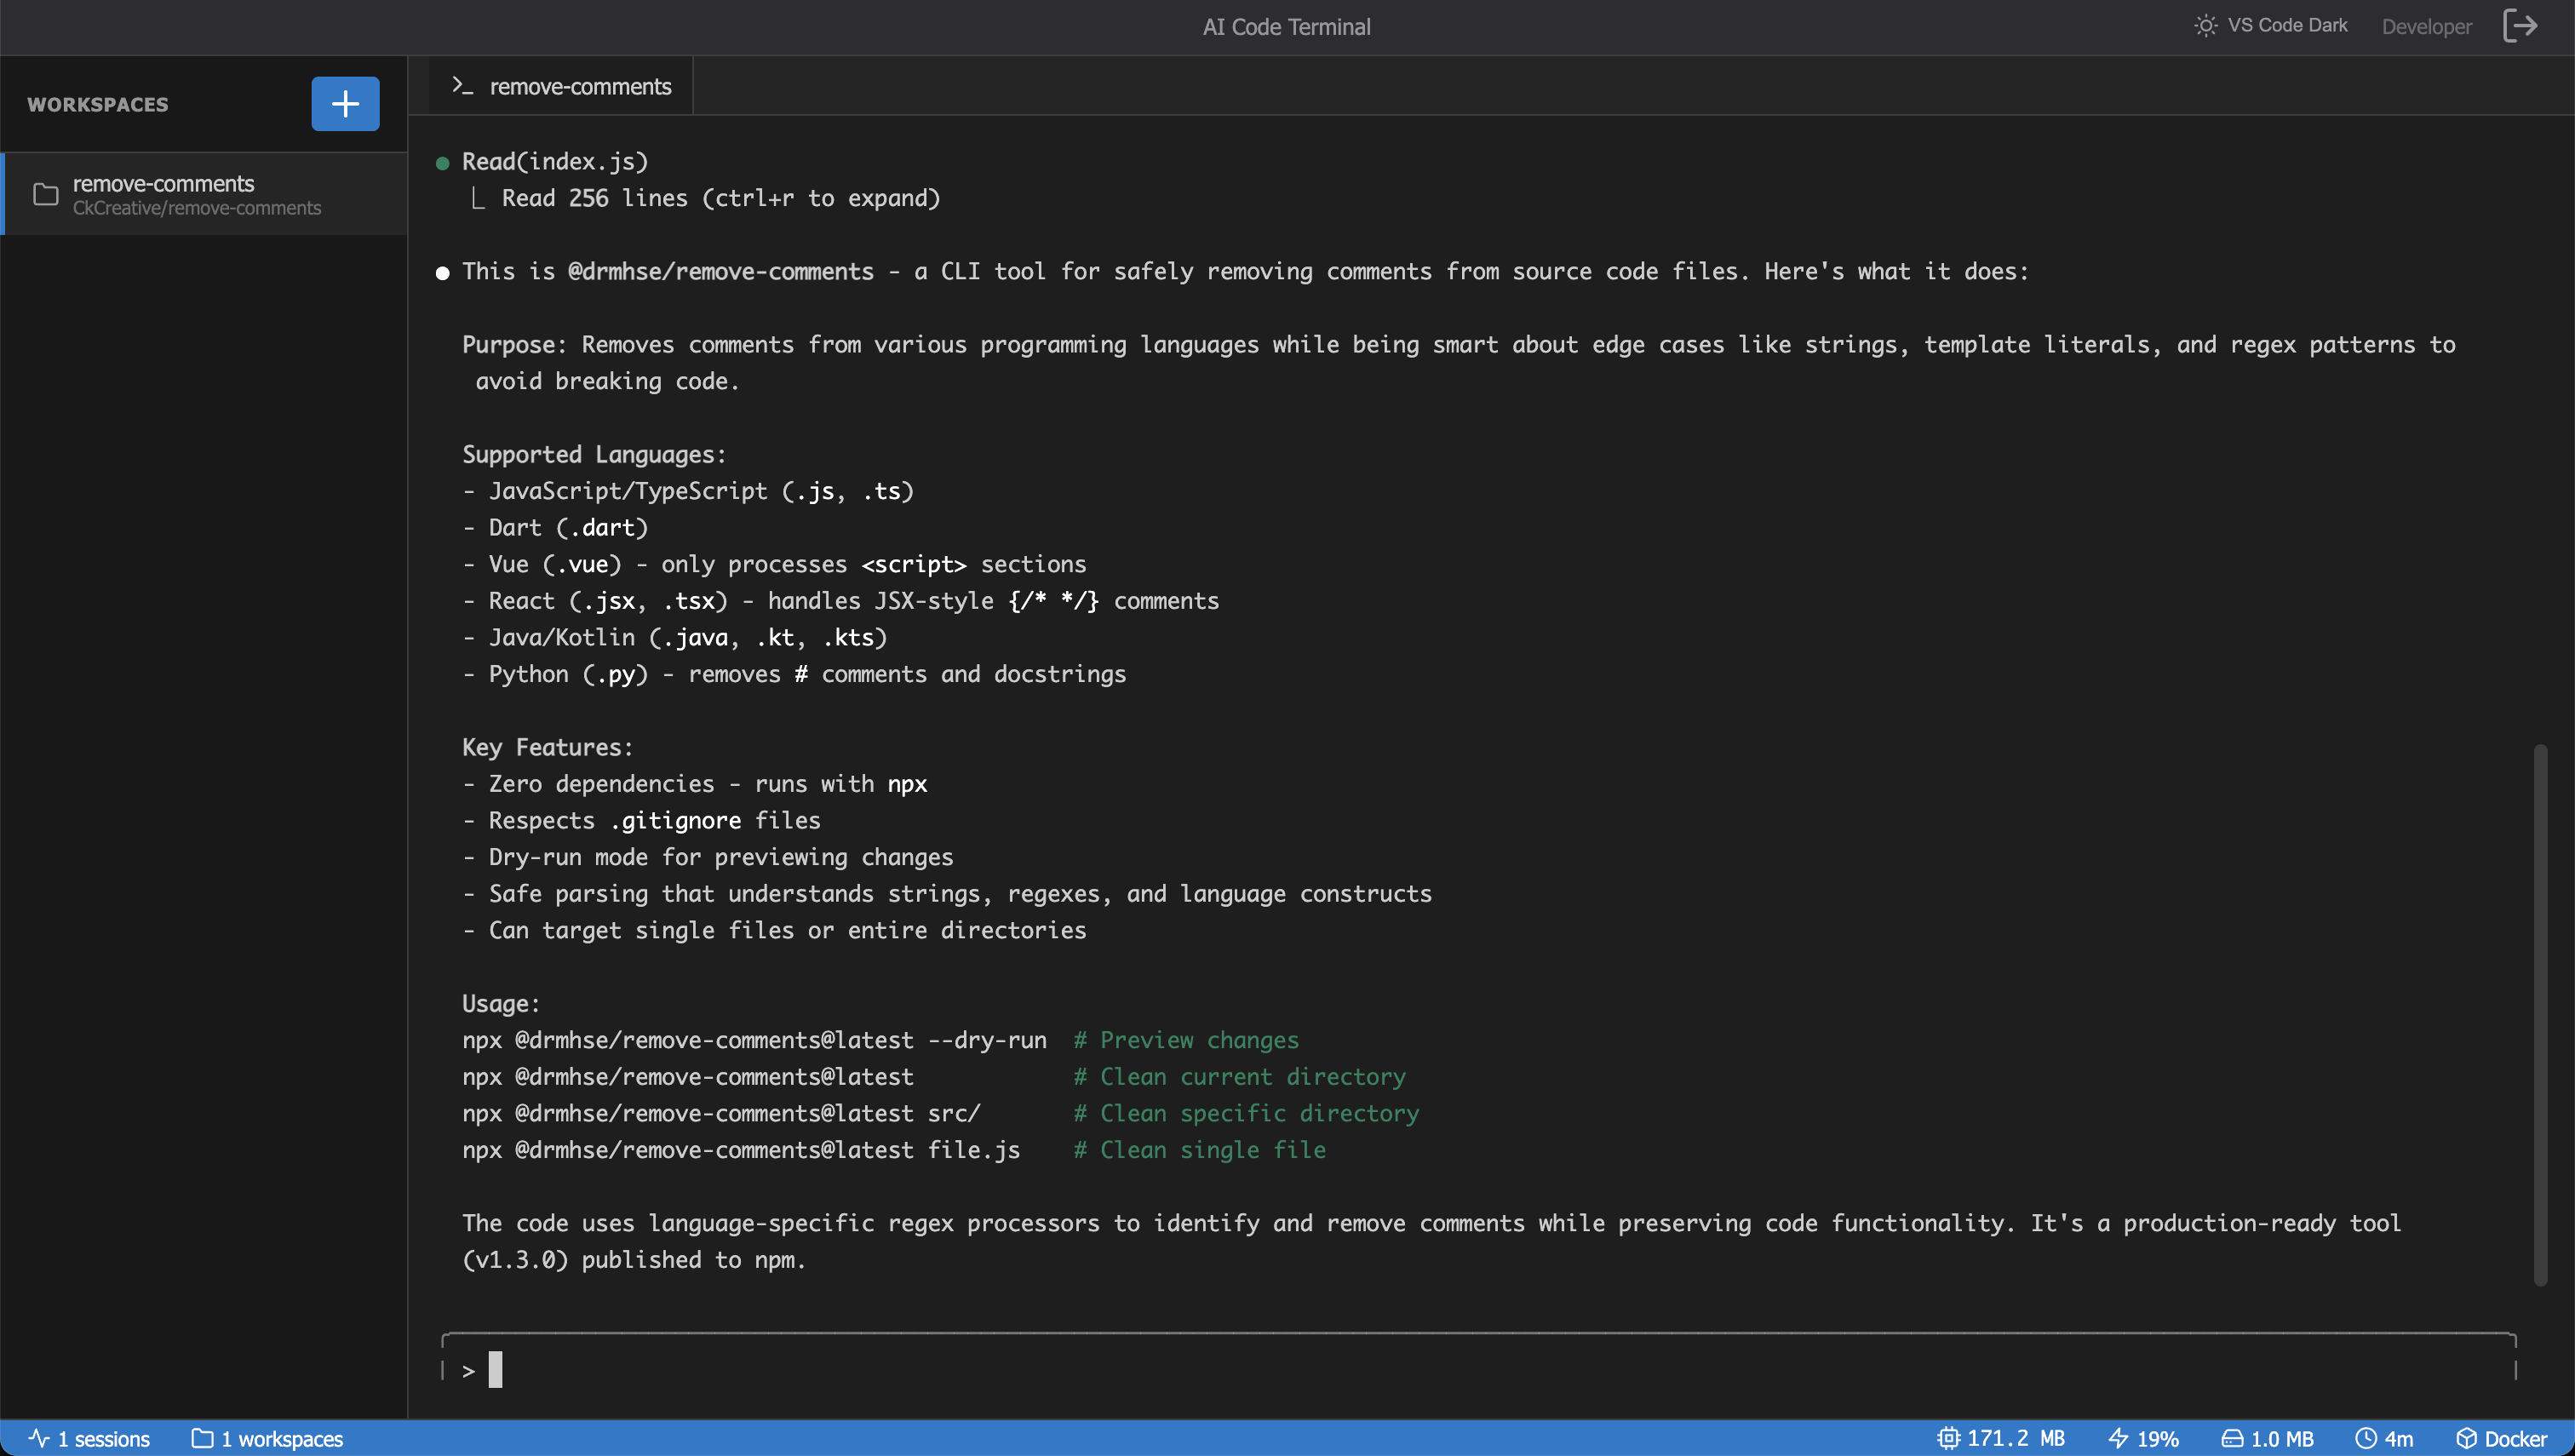 AI Code Terminal
VS Code Dark
Developer
WORKSPACES
remove-comments
CkCreative/remove-comments
>_ remove-comments
Read(index.js)
Read 256 lines (ctrl+r to expand)
This is @drmhse/remove-comments - a CLI tool for safely removing comments from source code files. Here's what it does:
Purpose: Removes comments from various programming languages while being smart about edge cases like strings, template literals, and regex patterns to
avoid breaking code.
Supported Languages:
- JavaScript/TypeScript (.js, .ts)
- Dart (.dart)
- Vue (.vue) - only processes <script> sections
- React (.jsx, .tsx) - handles JSX-style {/* */} comments
- Java/Kotlin (.java, .kt, .kts)
- Python (.py) - removes # comments and docstrings
Key Features:
- Zero dependencies - runs with npx
- Respects .gitignore files
- Dry-run mode for previewing changes
- Safe parsing that understands strings, regexes, and language constructs
- Can target single files or entire directories
Usage:
npx @drmhse/remove-comments@latest --dry-run  # Preview changes
npx @drmhse/remove-comments@latest            # Clean current directory
npx @drmhse/remove-comments@latest src/       # Clean specific directory
npx @drmhse/remove-comments@latest file.js    # Clean single file
The code uses language-specific regex processors to identify and remove comments while preserving code functionality. It's a production-ready tool
(v1.3.0) published to npm.
>
1 sessions
1 workspaces
171.2 MB
19%
1.0 MB
4m
Docker